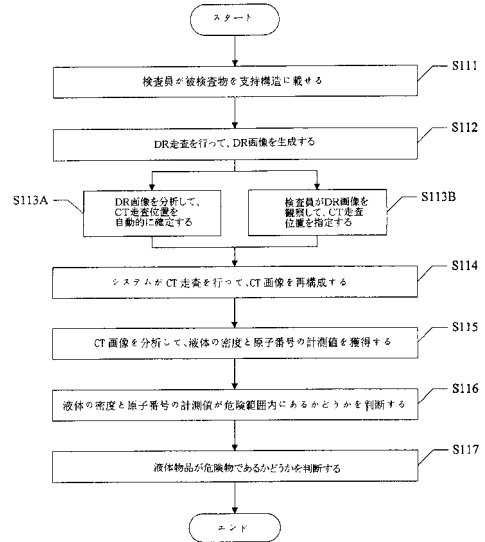 スタート
S111
検査員が被検査物を支持構造に載せる
S112
DR走査を行って、DR画像を生成する
S113A
DR画像を分析して、
CT走査位置を
自動的に確定する
検査員がDR画像を
観察して、CT走査
位置を指定する
S113B
S114
システムがCT走査を行って、CT画像を再構成する
S115
CT画像を分析して、液体の密度と原子番号の計測値を獲得する
S116
液体の密度と原子番号の計測値が危険範囲内にあるかどうかを判断する
S117
液体物品が危険物であるかどうかを判断する
エンド